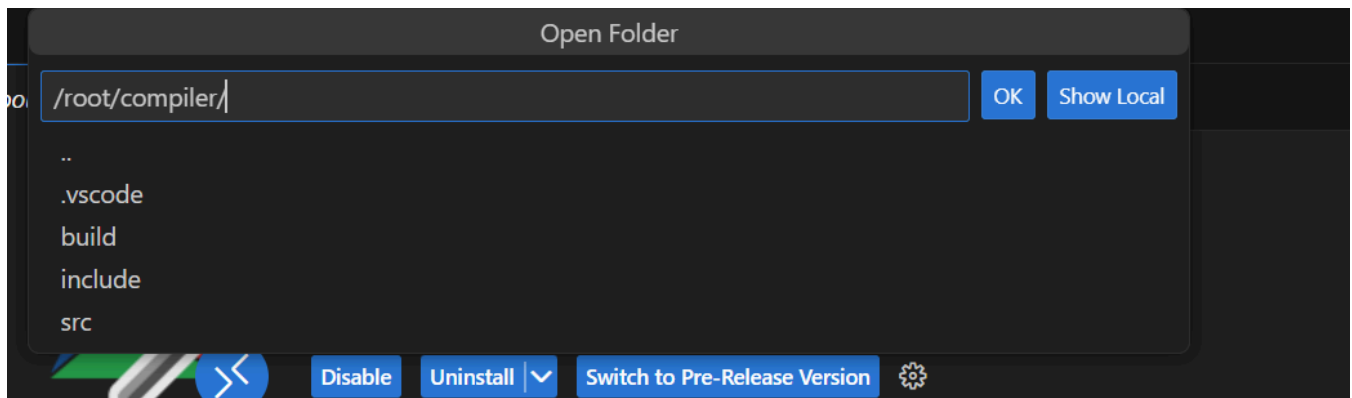 Open Folder
/root/compiler/
OK
Show Local
..
.vscode
build
include
src
Disable
Uninstall
Switch to Pre-Release Version